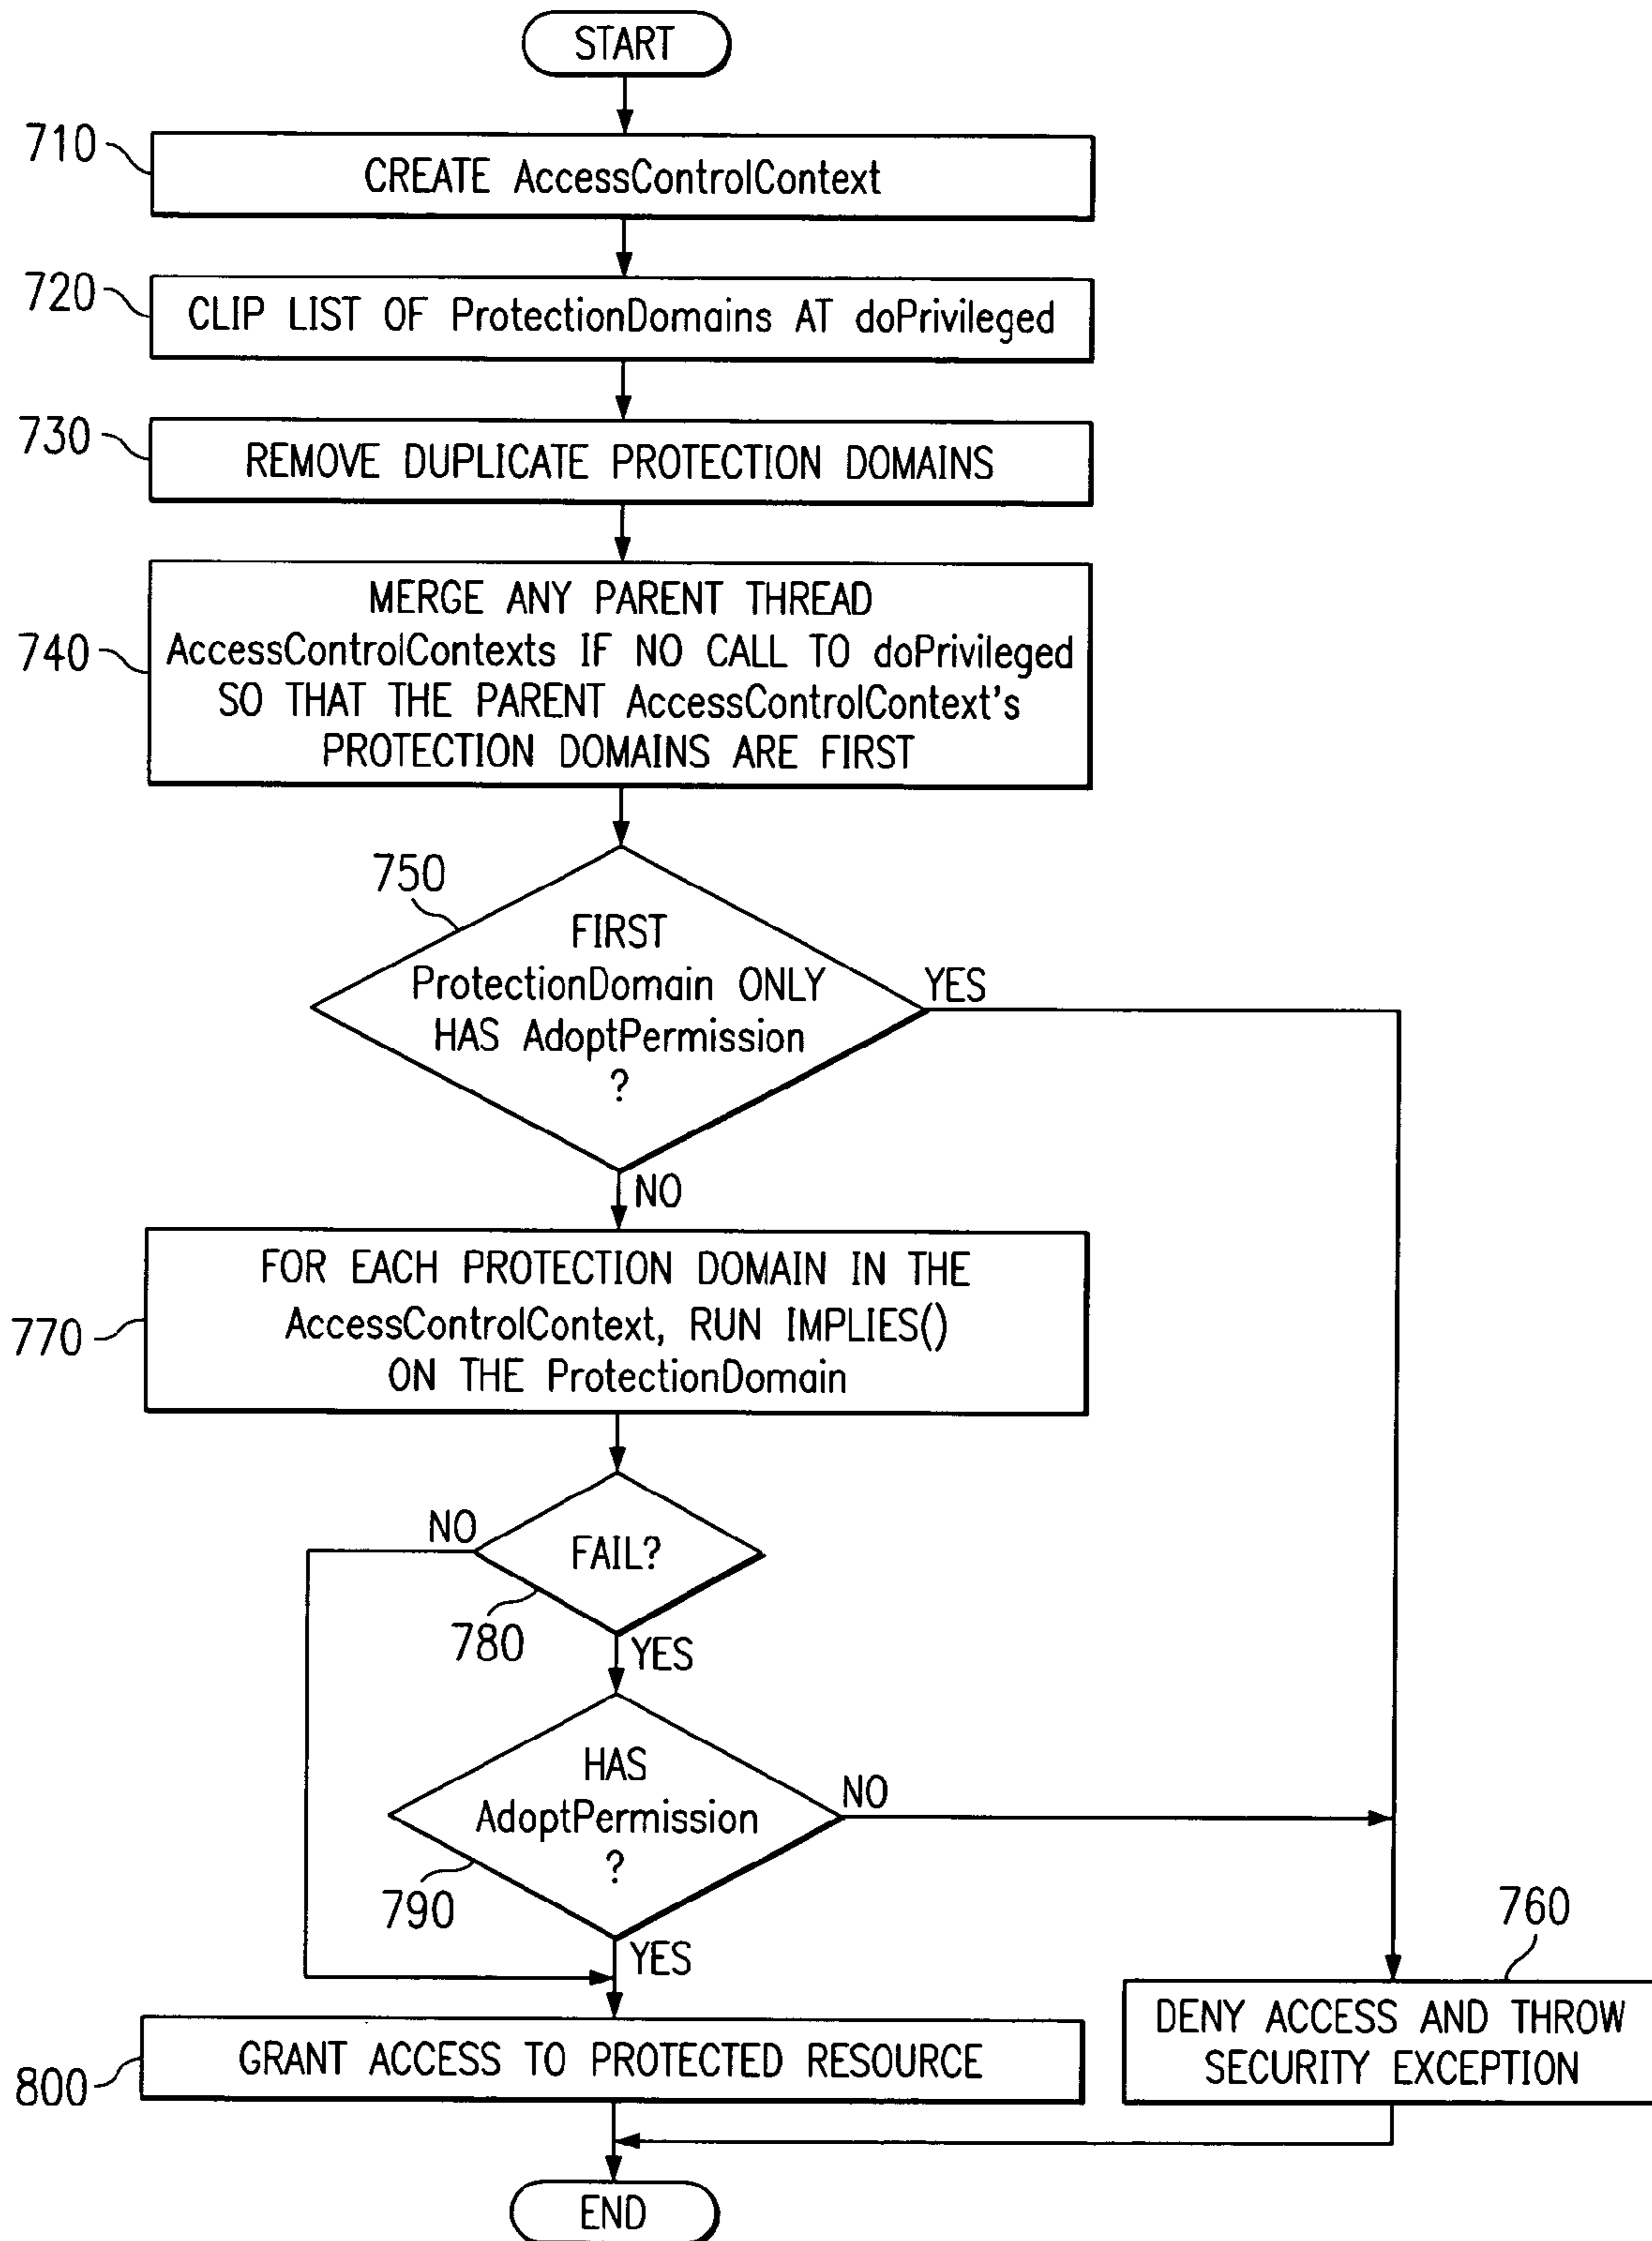 START
710
CREATE AccessControlContext
720
CLIP LIST OF ProtectionDomains AT doPrivileged
730
REMOVE DUPLICATE PROTECTION DOMAINS
740
MERGE ANY PARENT THREAD
AccessControlContexts IF NO CALL TO doPrivileged
SO THAT THE PARENT AccessControlContext's
PROTECTION DOMAINS ARE FIRST
750
FIRST
ProtectionDomain ONLY
HAS AdoptPermission
?
YES
NO
770
FOR EACH PROTECTION DOMAIN IN THE
AccessControlContext, RUN IMPLIES()
ON THE ProtectionDomain
NO
FAIL?
780
YES
HAS
AdoptPermission
?
NO
790
YES
760
DENY ACCESS AND THROW
SECURITY EXCEPTION
800
GRANT ACCESS TO PROTECTED RESOURCE
END